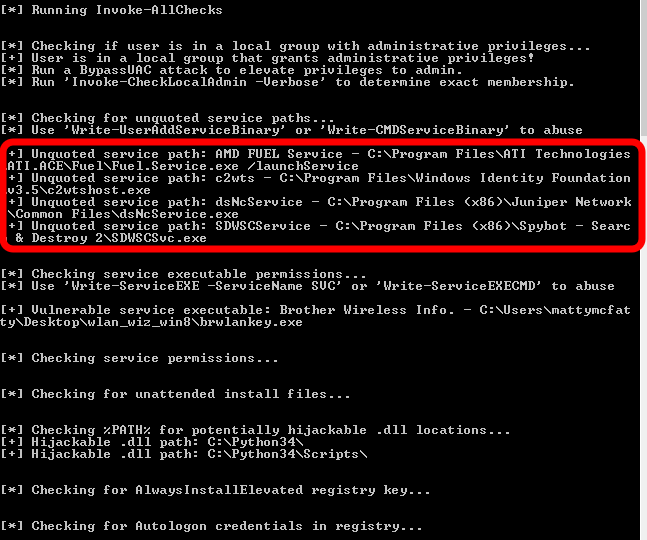 [*] Running Invoke-AllChecks
[*] Checking if user is in a local group with administrative privileges...
[+] User is in a local group that grants administrative privileges!
[*] Run a BypassUAC attack to elevate privileges to admin.
[*] Run 'Invoke-CheckLocalAdmin -Verbose' to determine exact membership.
[*] Checking for unquoted service paths...
[*] Use 'Write-UserAddServiceBinary' or 'Write-CMDServiceBinary' to abuse
+] Unquoted service path: AMD FUEL Service - C:\Program Files\ATI Technologies
ATI.ACE\Fuel\Fuel.Service.exe /launchService
+] Unquoted service path: c2wts - C:\Program Files\Windows Identity Foundation
v3.5\c2wtshost.exe
+] Unquoted service path: dsNcService - C:\Program Files (x86)\Juniper Network
\Common Files\dsNcService.exe
+] Unquoted service path: SDWSCService - C:\Program Files (x86)\Spybot - Searc
& Destroy 2\SDWSCSvc.exe
[*] Checking service executable permissions...
[*] Use 'Write-ServiceEXE -ServiceName SVC' or 'Write-ServiceEXECMD' to abuse
[+] Vulnerable service executable: Brother Wireless Info. - C:\Users\mattymcfat
ty\Desktop\wlan_wiz_win8\brwlankey.exe
[*] Checking service permissions...
[*] Checking for unattended install files...
[*] Checking %PATH% for potentially hijackable .dll locations...
[+] Hijackable .dll path: C:\Python34\
[+] Hijackable .dll path: C:\Python34\Scripts\
[*] Checking for AlwaysInstallElevated registry key...
[*] Checking for Autologon credentials in registry...